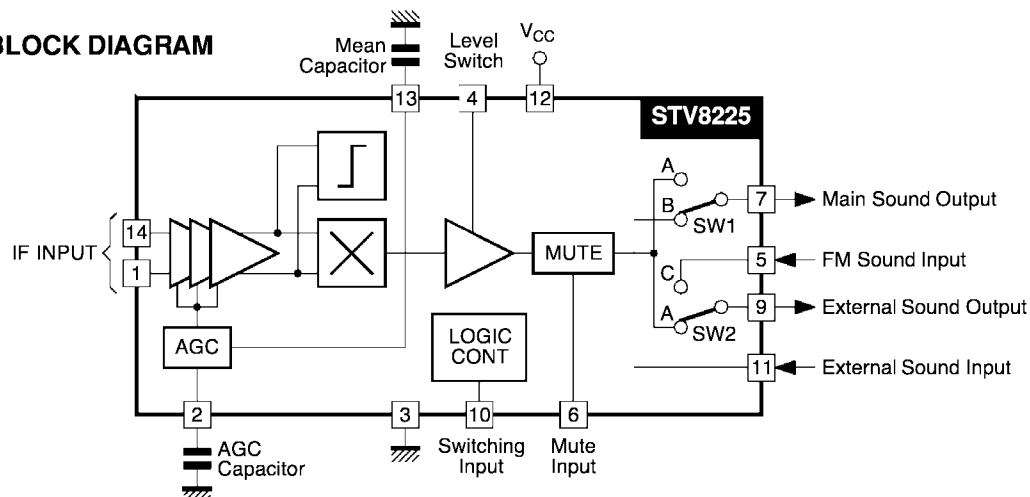 BLOCK DIAGRAM
Mean
Capacitor
Level
Switch
VCC
13
4
12
STV8225
A
B
SW1
7
Main Sound Output
14
IF INPUT
1
MUTE
5
FM Sound Input
C
A
SW2
9
External Sound Output
AGC
LOGIC
CONT
11
External Sound Input
2
3
10
6
AGC
Capacitor
Switching
Input
Mute
Input